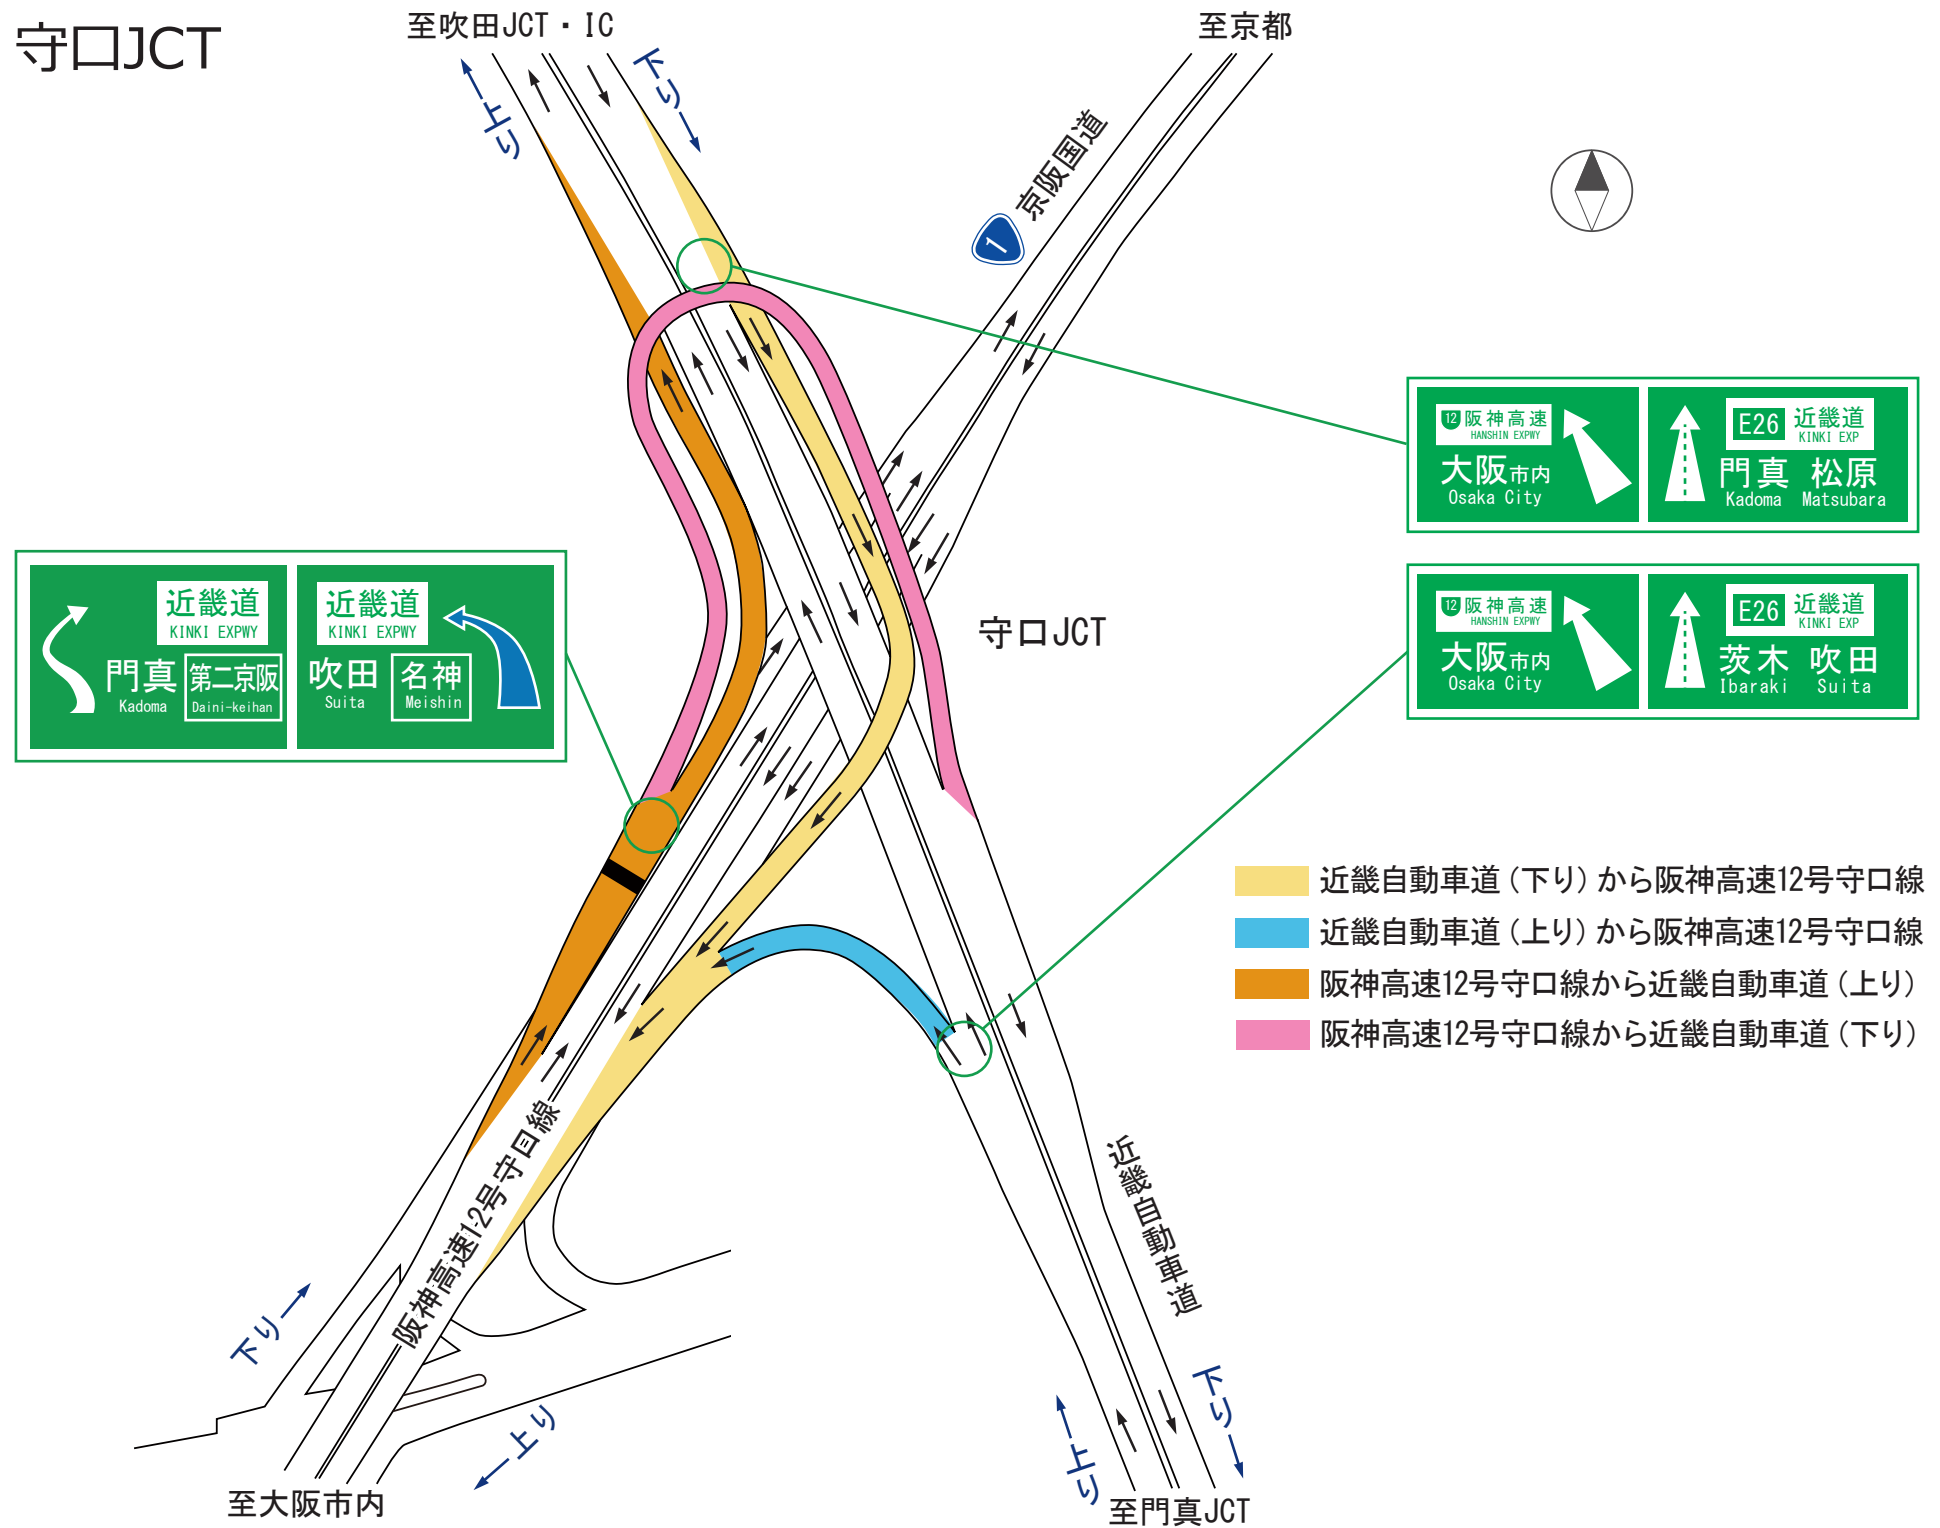 守口JCT
至吹田JCT・IC
至京都
上り
下り
京阪国道
1
12 阪神高速
HANSHIN EXPWY
大阪市内
Osaka City
E26 近畿道
KINKI EXP
門真 松原
Kadoma Matsubara
12 阪神高速
HANSHIN EXPWY
大阪市内
Osaka City
E26 近畿道
KINKI EXP
茨木 吹田
Ibaraki Suita
近畿道
KINKI EXPWY
門真 第二京阪
Kadoma Daini-keihan
近畿道
KINKI EXPWY
吹田 名神
Suita Meishin
守口JCT
近畿自動車道(下り)から阪神高速12号守口線
近畿自動車道(上り)から阪神高速12号守口線
阪神高速12号守口線から近畿自動車道(上り)
阪神高速12号守口線から近畿自動車道(下り)
阪神高速12号守口線
近畿自動車道
下り
上り
上り
下り
至大阪市内
至門真JCT